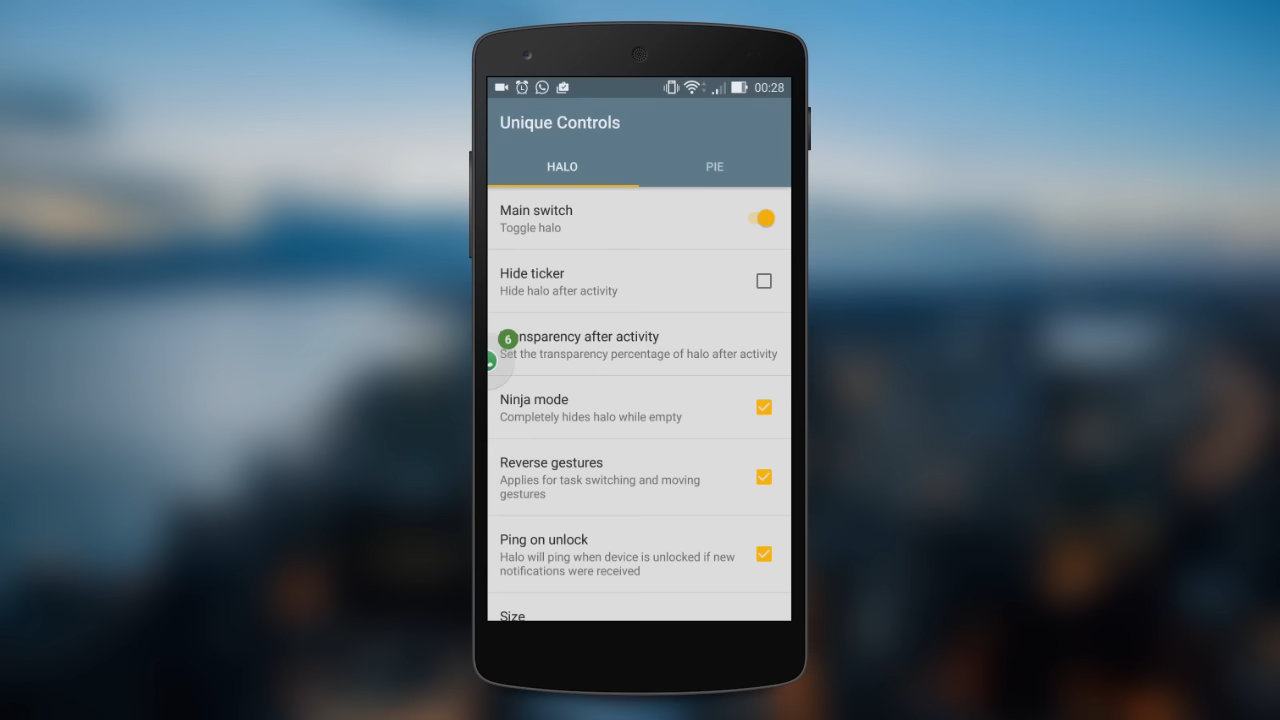 00:28
Unique Controls
HALO
PIE
Main switch
Toggle halo
Hide ticker
Hide halo after activity
6
nsparency after activity
Set the transparency percentage of halo after activity
Ninja mode
Completely hides halo while empty
Reverse gestures
Applies for task switching and moving
gestures
Ping on unlock
Halo will ping when device is unlocked if new
notifications were received
Size